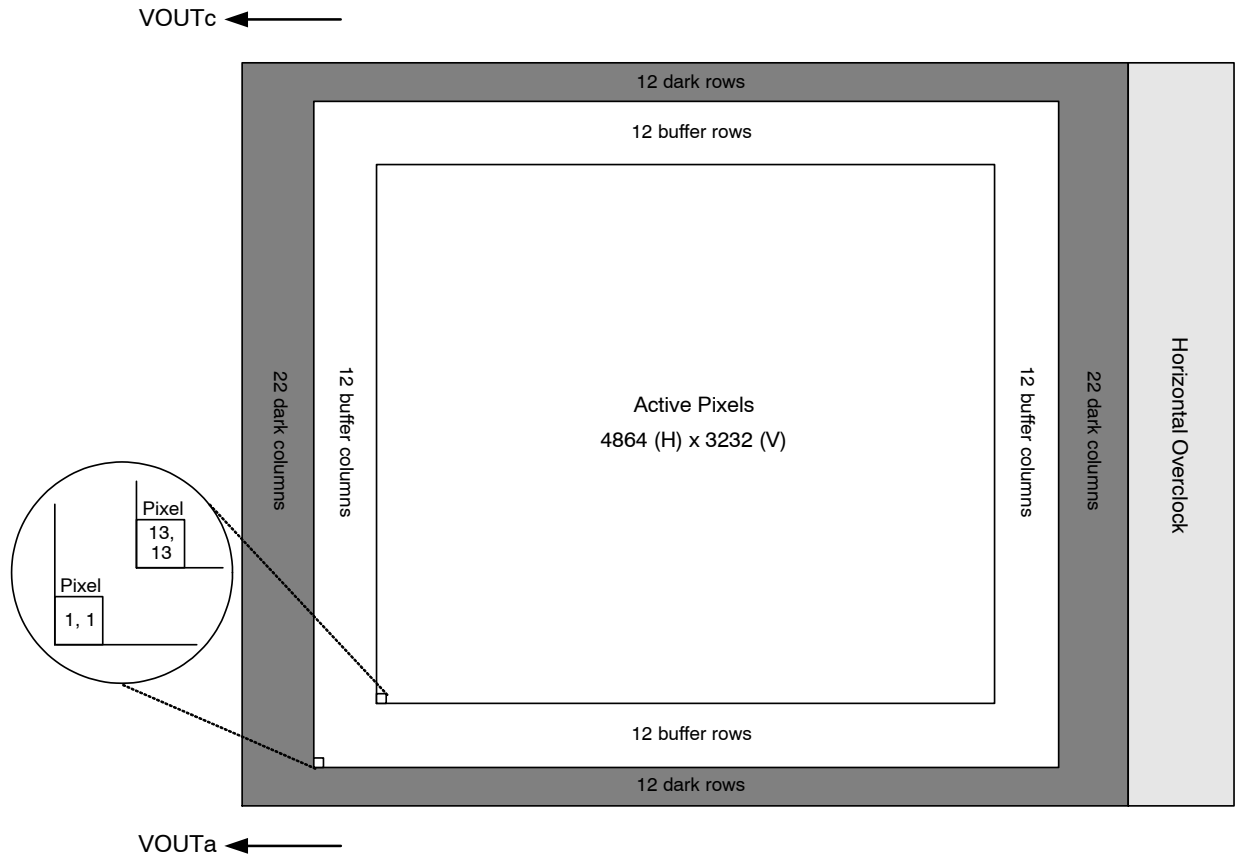 VOUTc
12 dark rows
12 buffer rows
22 dark columns
12 buffer columns
Active Pixels
4864 (H) x 3232 (V)
12 buffer columns
22 dark columns
Horizontal Overclock
Pixel
13,
13
Pixel
1, 1
12 buffer rows
12 dark rows
VOUTa